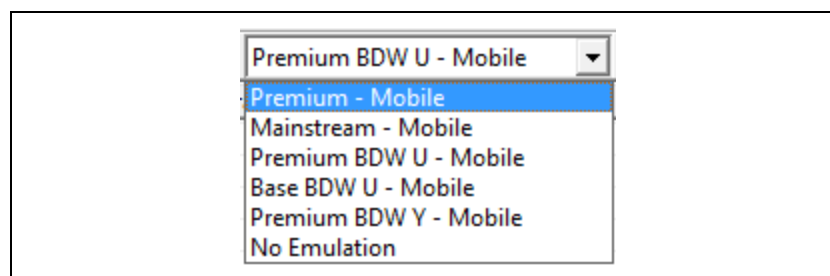 Premium BDW U - Mobile
Premium - Mobile
Mainstream - Mobile
Premium BDW U - Mobile
Base BDW U - Mobile
Premium BDW Y - Mobile
No Emulation